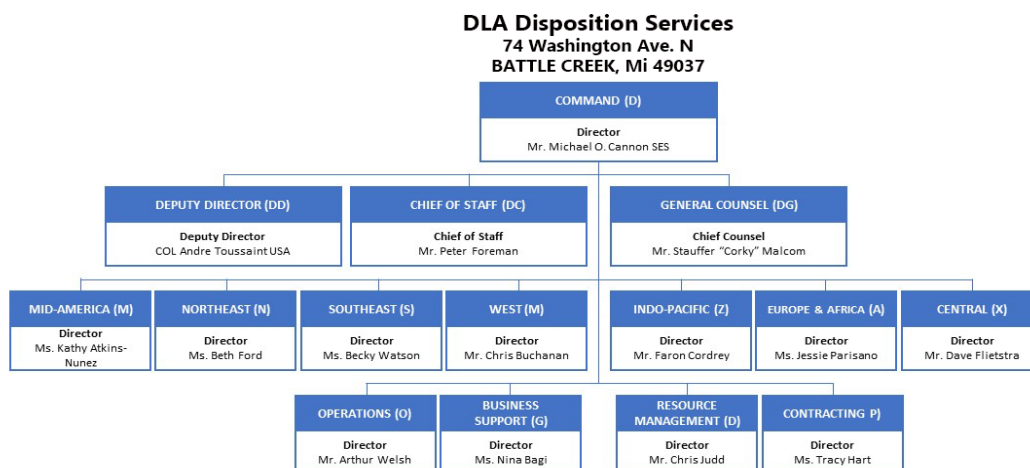 DLA Disposition Services
74 Washington Ave. N
BATTLE CREEK, Mi 49037
COMMAND (D)
Director
Mr. Michael O. Cannon SES
DEPUTY DIRECTOR (DD)
Deputy Director
COL Andre Toussaint USA
CHIEF OF STAFF (DC)
Chief of Staff
Mr. Peter Foreman
GENERAL COUNSEL (DG)
Chief Counsel
Mr. Stauffer “Corky” Malcom
MID-AMERICA (M)
Director
Ms. Kathy Atkins-
Nunez
NORTHEAST (N)
Director
Ms. Beth Ford
SOUTHEAST (S)
Director
Ms. Becky Watson
WEST (M)
Director
Mr. Chris Buchanan
INDO-PACIFIC (Z)
Director
Mr. Faron Cordrey
EUROPE & AFRICA (A)
Director
Ms. Jessie Parisano
CENTRAL (X)
Director
Mr. Dave Flietstra
OPERATIONS (O)
Director
Mr. Arthur Welsh
BUSINESS
SUPPORT (G)
Director
Ms. Nina Bagi
RESOURCE
MANAGEMENT (D)
Director
Mr. Chris Judd
CONTRACTING P)
Director
Ms. Tracy Hart